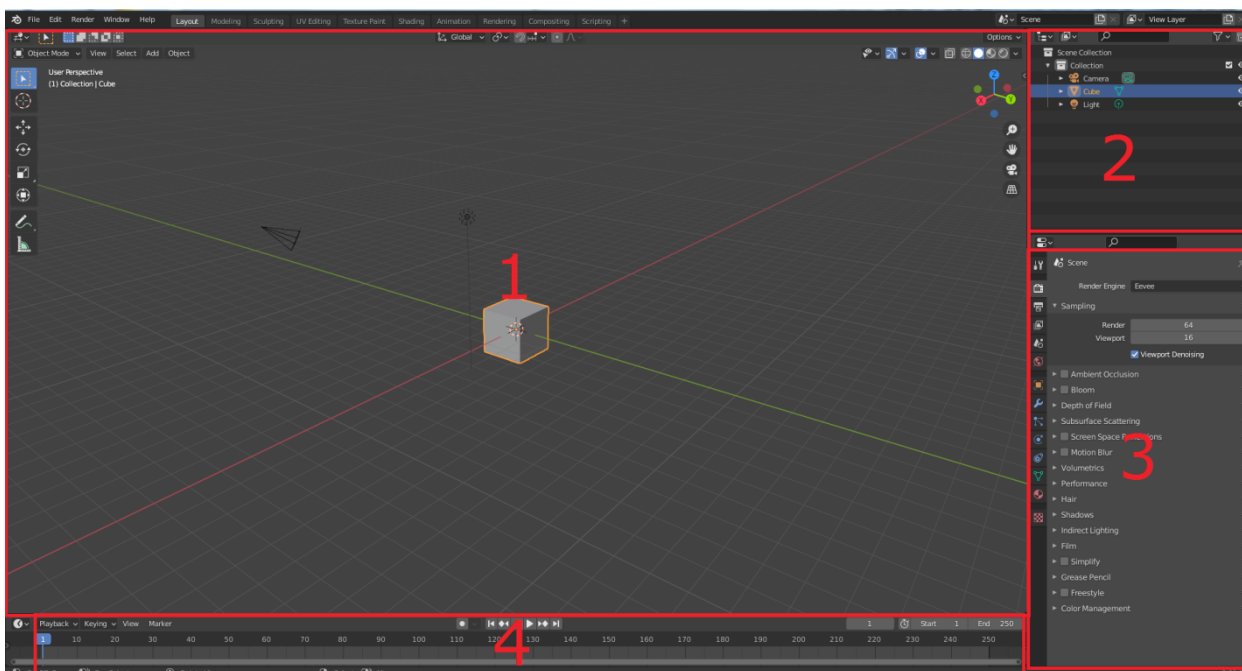 File Edit Render Window Help Layout Modeling Sculpting UV Editing Texture Paint Shading Animation Rendering Compositing Scripting + Scene View Layer
Global Options
Object Mode View Select Add Object
User Perspective
(1) Collection | Cube
Z
X
Y
1
Scene Collection
Collection
Camera
Cube
Light
2
Scene
Render Engine Eevee
Sampling
Render 64
Viewport 16
Viewport Denoising
Ambient Occlusion
Bloom
Depth of Field
Subsurface Scattering
Screen Space
Motion Blur
3
Volumetrics
Performance
Hair
Shadows
Indirect Lighting
Film
Simplify
Grease Pencil
Freestyle
Color Management
Playback Keying View Marker 1 Start 1 End 250
4
1 10 20 30 40 50 60 70 80 90 100 110 130 140 150 160 170 180 190 200 210 220 230 240 250